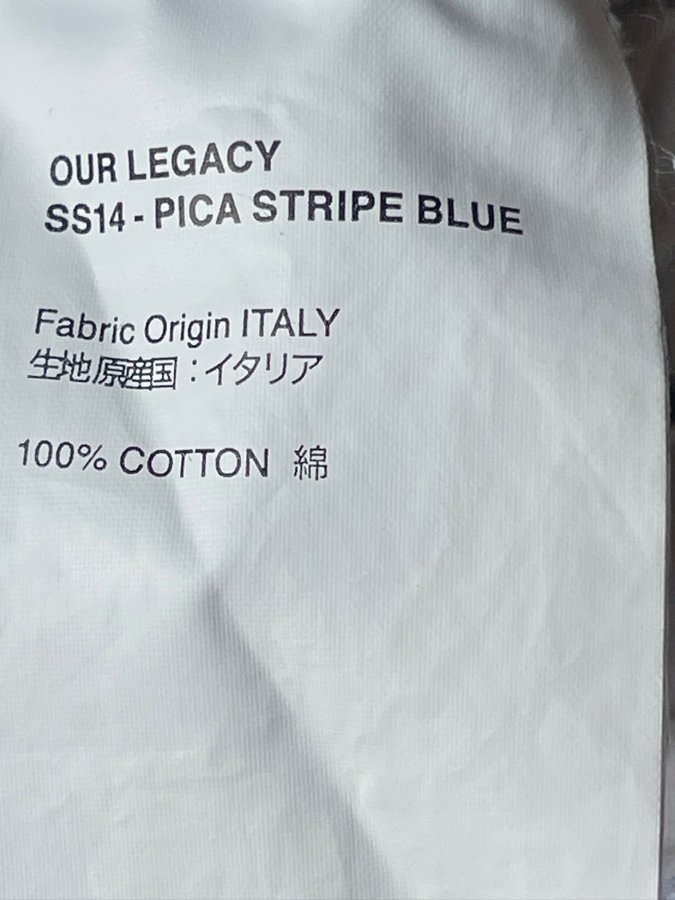 OUR LEGACY
SS14 - PICA STRIPE BLUE
Fabric Origin ITALY
生地原産国：イタリア
100% COTTON 綿